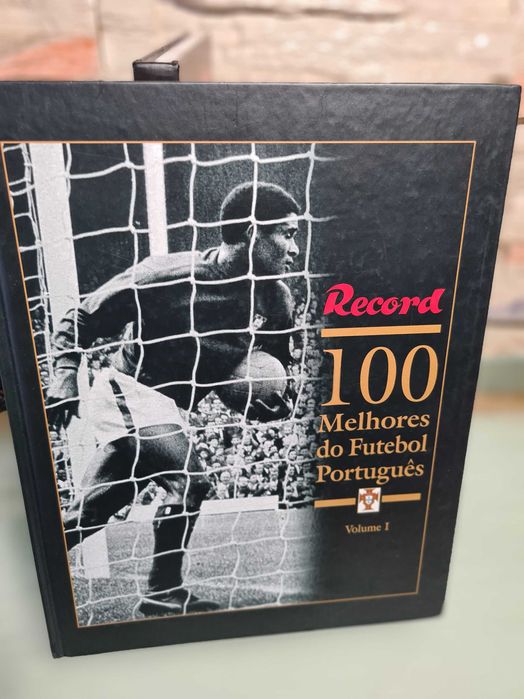 Record
100
Melhores
do Futebol
Português
Volume I